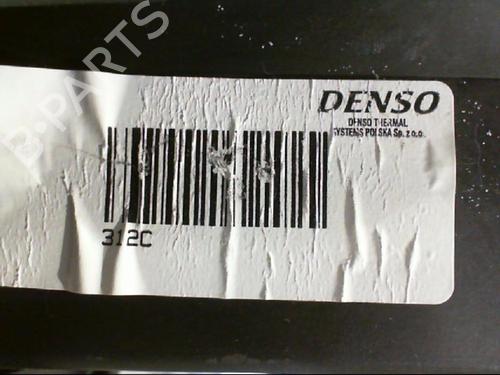 B-PARTS
DENSO
DENSO THERMAL
SYSTEMS POLSKA Sp. z o.o.
312C